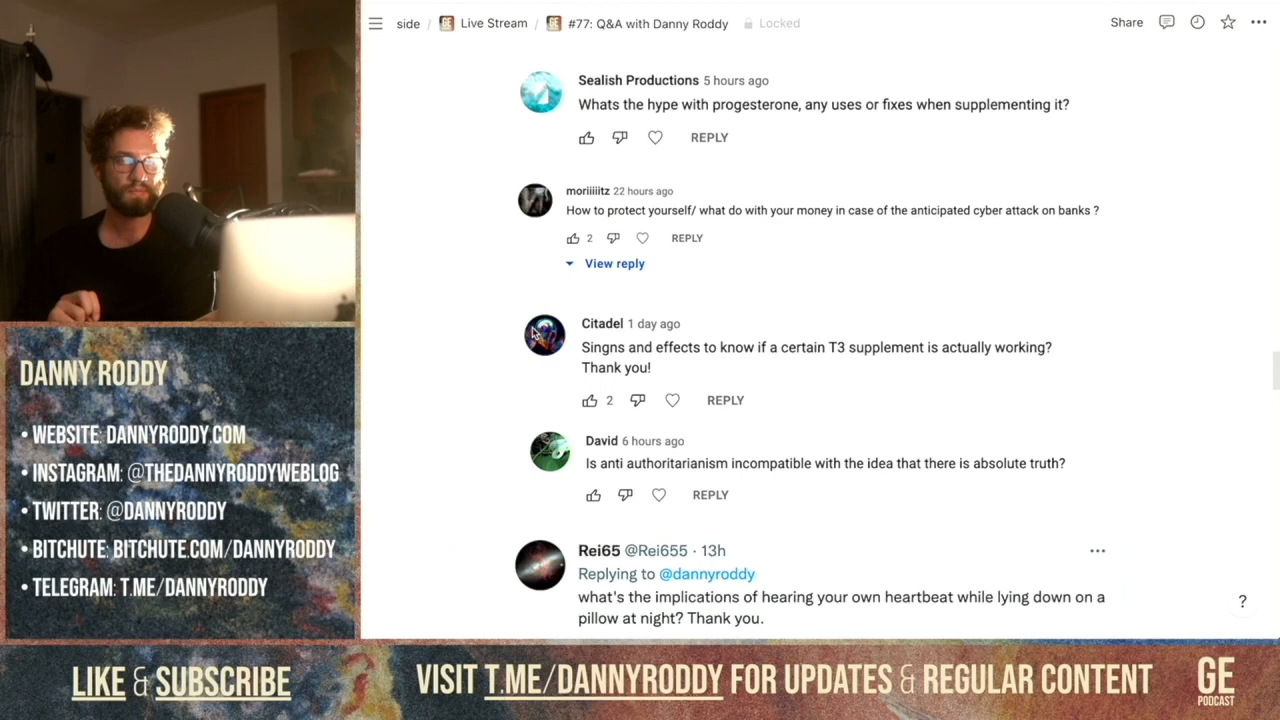 side / Live Stream / #77: Q&A with Danny Roddy Locked
Share
Sealish Productions 5 hours ago
Whats the hype with progesterone, any uses or fixes when supplementing it?
REPLY
moriiiiitz 22 hours ago
How to protect yourself/ what do with your money in case of the anticipated cyber attack on banks ?
2 REPLY
View reply
Citadel 1 day ago
Singns and effects to know if a certain T3 supplement is actually working?
Thank you!
2 REPLY
David 6 hours ago
Is anti authoritarianism incompatible with the idea that there is absolute truth?
REPLY
Rei65 @Rei655 · 13h
Replying to @dannyroddy
what's the implications of hearing your own heartbeat while lying down on a
pillow at night? Thank you.
?
DANNY RODDY
• WEBSITE: DANNYRODDY.COM
• INSTAGRAM: @THEDANNYRODDYWEBLOG
• TWITTER: @DANNYRODDY
• BITCHUTE: BITCHUTE.COM/DANNYRODDY
• TELEGRAM: T.ME/DANNYRODDY
LIKE & SUBSCRIBE
VISIT T.ME/DANNYRODDY FOR UPDATES & REGULAR CONTENT
GE
PODCAST